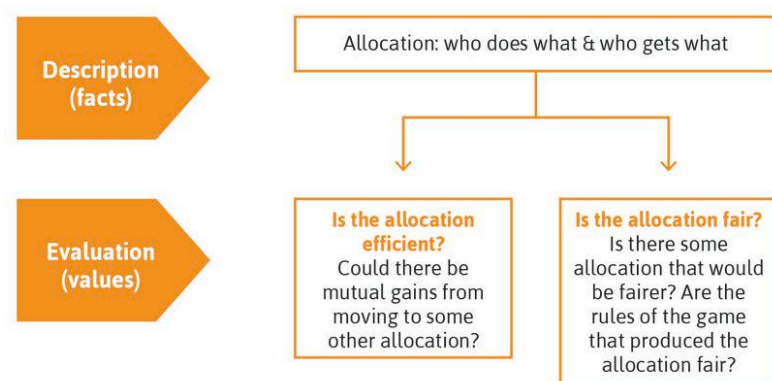 Description
(facts)
Allocation: who does what & who gets what
Evaluation
(values)
Is the allocation
efficient?
Could there be
mutual gains from
moving to some
other allocation?
Is the allocation fair?
Is there some
allocation that would
be fairer? Are the
rules of the game
that produced the
allocation fair?